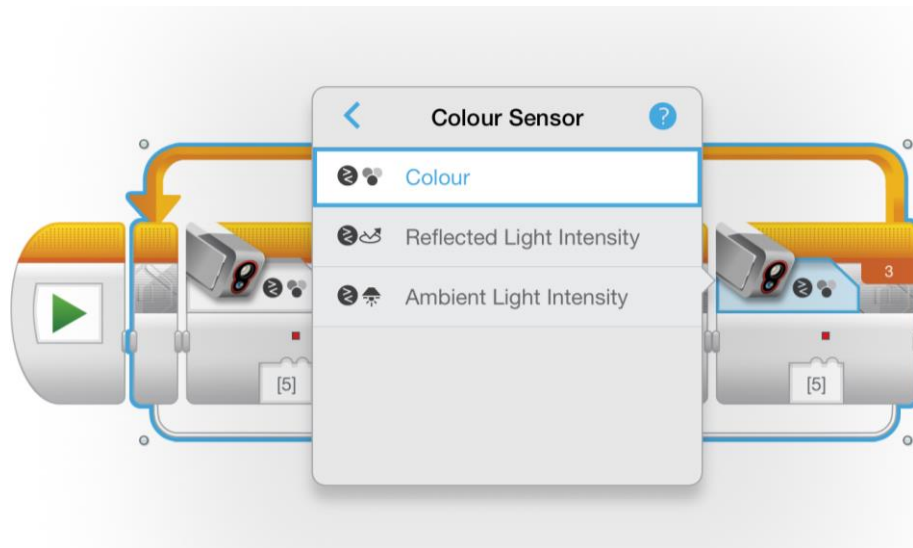 Colour Sensor ?
Colour
Reflected Light Intensity
Ambient Light Intensity
3
[5]
[5]